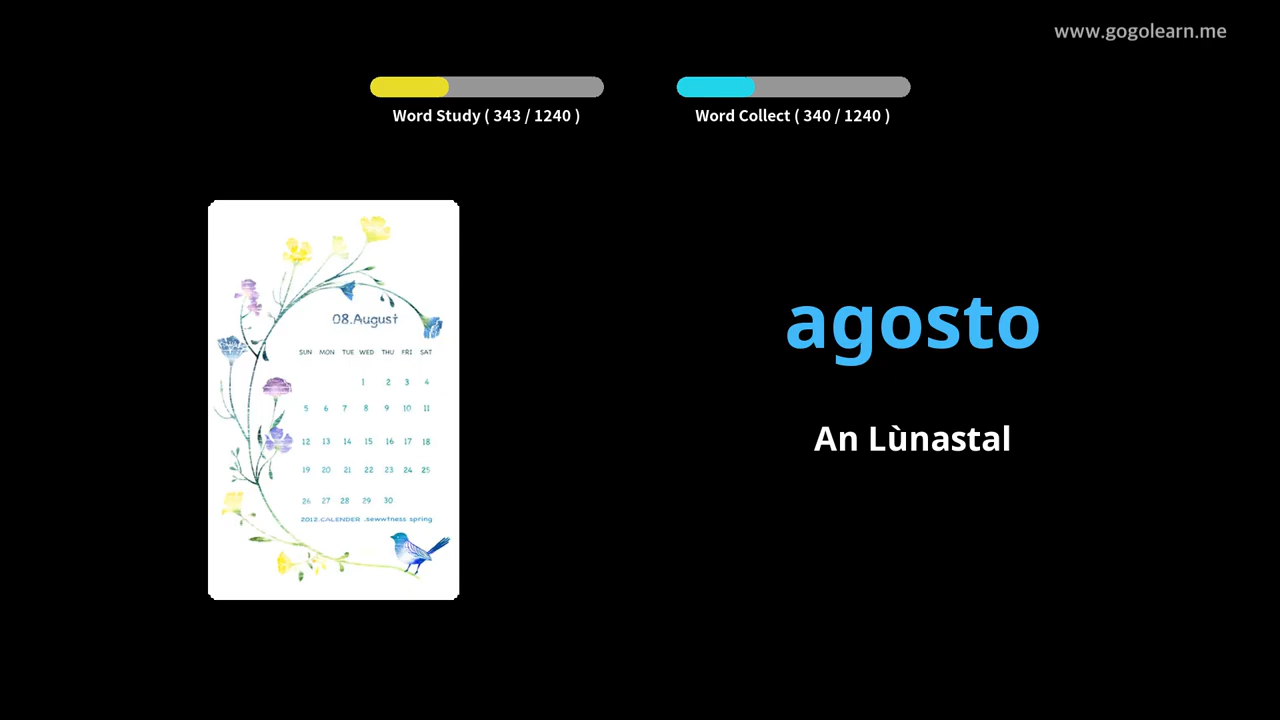 www.gogolearn.me
Word Study ( 343 / 1240 )
Word Collect ( 340 / 1240 )
08.August
SUN MON TUE WED THU FRI SAT
1 2 3 4
5 6 7 8 9 10 11
12 13 14 15 16 17 18
19 20 21 22 23 24 25
26 27 28 29 30
2012.CALENDER .sewwtness spring
agosto
An Lùnastal